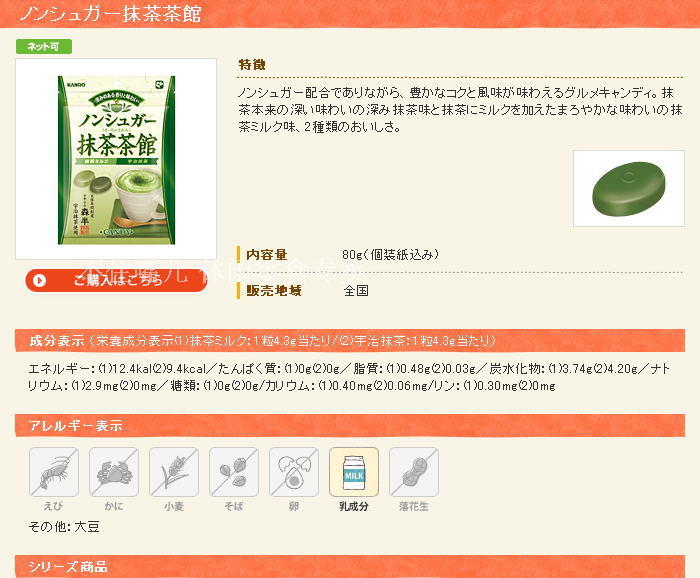 ノンシュガー抹茶茶館
ネット可
KANRO
ノンシュガー
抹茶茶館
抹茶ミルク
宇治抹茶
森半
宇治抹茶使用
CANDY
特徴
ノンシュガー配合でありながら、豊かなコクと風味が味わえるグルメキャンディ。抹
茶本来の深い味わいの深み抹茶味と抹茶にミルクを加えたまろやかな味わいの抹
茶ミルク味、2種類のおいしさ。
内容量 80g(個装紙込み)
ご購入はこちら
販売地域 全国
成分表示 (栄養成分表示(1)抹茶ミルク:1粒4.3g当たり/(2)宇治抹茶:1粒4.3g当たり)
エネルギー:(1)12.4kal(2)9.4kcal/たんぱく質:(1)0g(2)0g/脂質:(1)0.48g(2)0.03g/炭水化物:(1)3.74g(2)4.20g/ナト
リウム:(1)2.9mg(2)0mg/糖類:(1)0g(2)0g/カリウム:(1)0.40mg(2)0.06mg/リン:(1)0.30mg(2)0mg
アレルギー表示
MILK
えび かに 小麦 そば 卵 乳成分 落花生
その他:大豆
シリーズ商品